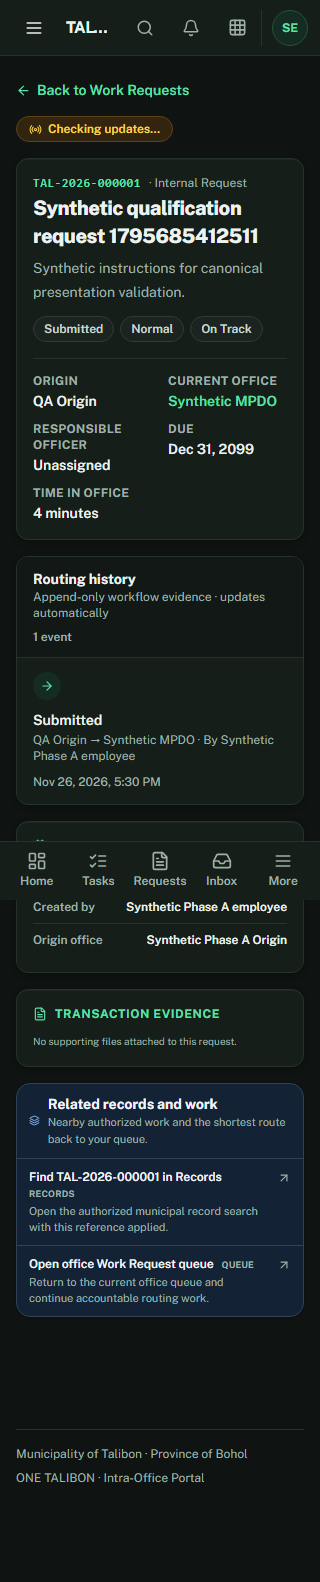 TAL...
SE
Back to Work Requests
Checking updates...
TAL-2026-000001 · Internal Request
Synthetic qualification
request 1795685412511
Synthetic instructions for canonical
presentation validation.
Submitted Normal On Track
ORIGIN CURRENT OFFICE
QA Origin Synthetic MPDO
RESPONSIBLE OFFICER DUE
Unassigned Dec 31, 2099
TIME IN OFFICE
4 minutes
Routing history
Append-only workflow evidence · updates
automatically
1 event
Submitted
QA Origin → Synthetic MPDO · By Synthetic
Phase A employee
Nov 26, 2026, 5:30 PM
Home Tasks Requests Inbox More
Created by Synthetic Phase A employee
Origin office Synthetic Phase A Origin
TRANSACTION EVIDENCE
No supporting files attached to this request.
Related records and work
Nearby authorized work and the shortest route
back to your queue.
Find TAL-2026-000001 in Records
RECORDS
Open the authorized municipal record search
with this reference applied.
Open office Work Request queue QUEUE
Return to the current office queue and
continue accountable routing work.
Municipality of Talibon · Province of Bohol
ONE TALIBON · Intra-Office Portal